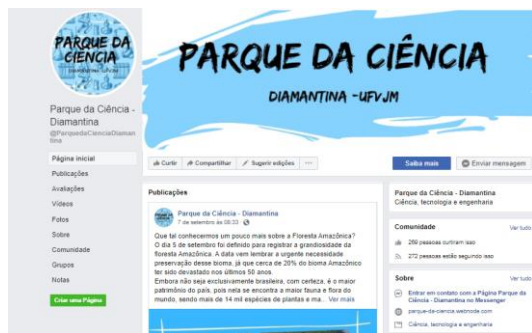 PARQUE DA
CIÊNCIA
DIAMANTINA - UFVJM
PARQUE DA CIÊNCIA
DIAMANTINA -UFVJM
Parque da Ciência -
Diamantina
@ParquedaCienciaDiaman
tina
Página inicial
Publicações
Avaliações
Vídeos
Fotos
Sobre
Comunidade
Grupos
Notas
Criar uma Página
Curtir
Compartilhar
Sugerir edições
...
Saiba mais
Enviar mensagem
Publicações
Parque da Ciência - Diamantina
7 de setembro às 08:33
Que tal conhecermos um pouco mais sobre a Floresta Amazônica?
O dia 5 de setembro foi definido para registrar a grandiosidade da
floresta Amazônica. A data vem lembrar a urgente necessidade
preservação desse bioma, já que cerca de 20% do bioma Amazônico
ter sido devastado nos últimos 50 anos.
Embora não seja exclusivamente brasileira, com certeza, é o maior
patrimônio do país, pois nela se encontra a maior fauna e flora do
mundo, sendo mais de 14 mil espécies de plantas e ma... Ver mais
Parque da Ciência - Diamantina
Ciência, tecnologia e engenharia
Comunidade
Ver tudo
269 pessoas curtiram isso
272 pessoas estão seguindo isso
Sobre
Ver tudo
Entrar em contato com a Página Parque da
Ciência - Diamantina no Messenger
parque-da-ciencia.webnode.com
Ciência, tecnologia e engenharia